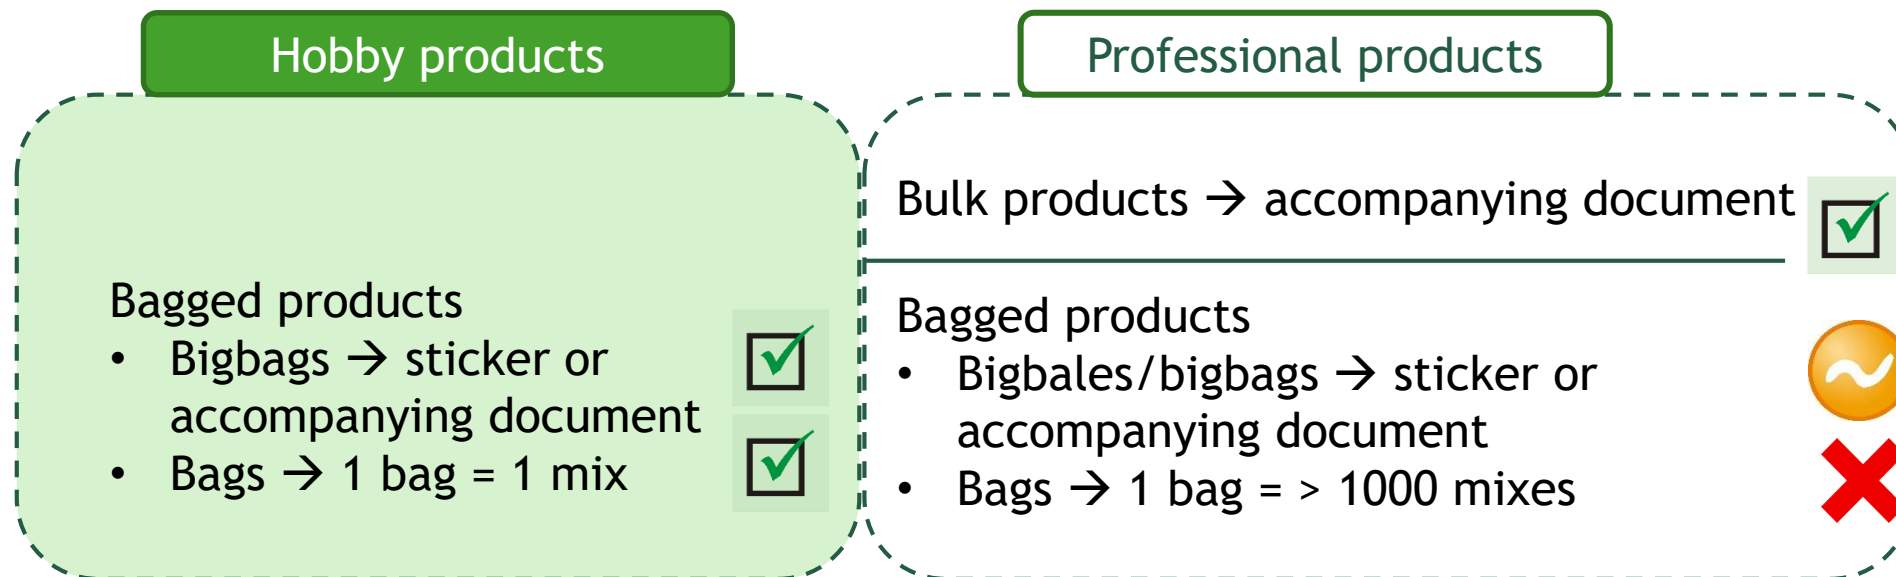 Hobby products
Bagged products
• Bigbags → sticker or
accompanying document
• Bags → 1 bag = 1 mix
Professional products
Bulk products → accompanying document
Bagged products
• Bigbales/bigbags → sticker or
accompanying document
• Bags → 1 bag = > 1000 mixes